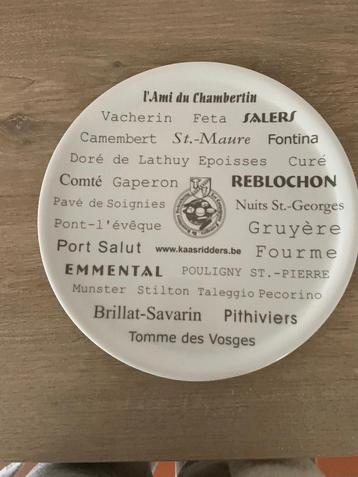 l'Ami du Chambertin
Vacherin Feta SALERS
Camembert St.-Maure Fontina
Doré de Lathuy Epoisses Curé
Comté Gaperon REBLOCHON
Pavé de Soignies Nuits St.-Georges
Pont-l'évêque Gruyère
Port Salut www.kaasridders.be Fourme
EMMENTAL POULIGNY ST.-PIERRE
Munster Stilton Taleggio Pecorino
Brillat-Savarin Pithiviers
Tomme des Vosges